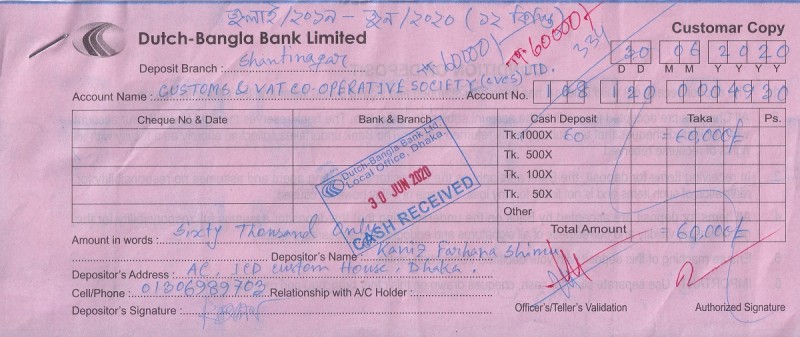 জুলাই/২০১৯ - জুন/২০২০ (১২ কিস্তি)
৳ 60000/-
Dutch-Bangla Bank Limited
Customar Copy
334
30 06 2020
D D M M Y Y Y Y
Deposit Branch : Shantinagar
Account Name : CUSTOMS & VAT CO-OPERATIVE SOCIETY (CVCS) LTD. Account No. 108 120 0004930
Cheque No & Date Bank & Branch Cash Deposit Taka Ps.
Tk.1000X 60 = 60,000/-
Tk. 500X
Tk. 100X
Tk. 50X
Other
Total Amount = 60,000/-
Dutch-Bangla Bank Ltd.
Local Office, Dhaka.
30 JUN 2020
CASH RECEIVED
Amount in words : Sixty Thousand Only
Depositor's Name : Kaniz Farhana Shimu
Depositor's Address : AC, ICD Custom House, Dhaka.
Cell/Phone : 01306989703 Relationship with A/C Holder :
Depositor's Signature :
Officer's/Teller's Validation Authorized Signature